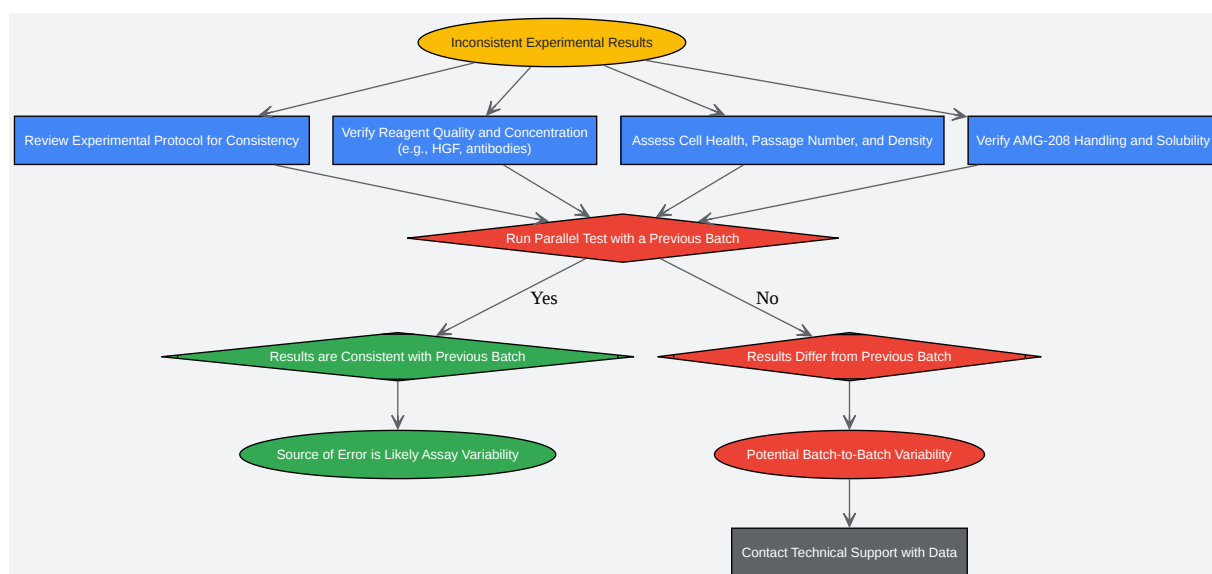 Inconsistent Experimental Results
Review Experimental Protocol for Consistency
Verify Reagent Quality and Concentration
(e.g., HGF, antibodies)
Assess Cell Health, Passage Number, and Density
Verify AMG-208 Handling and Solubility
Run Parallel Test with a Previous Batch
Yes
No
Results are Consistent with Previous Batch
Results Differ from Previous Batch
Source of Error is Likely Assay Variability
Potential Batch-to-Batch Variability
Contact Technical Support with Data